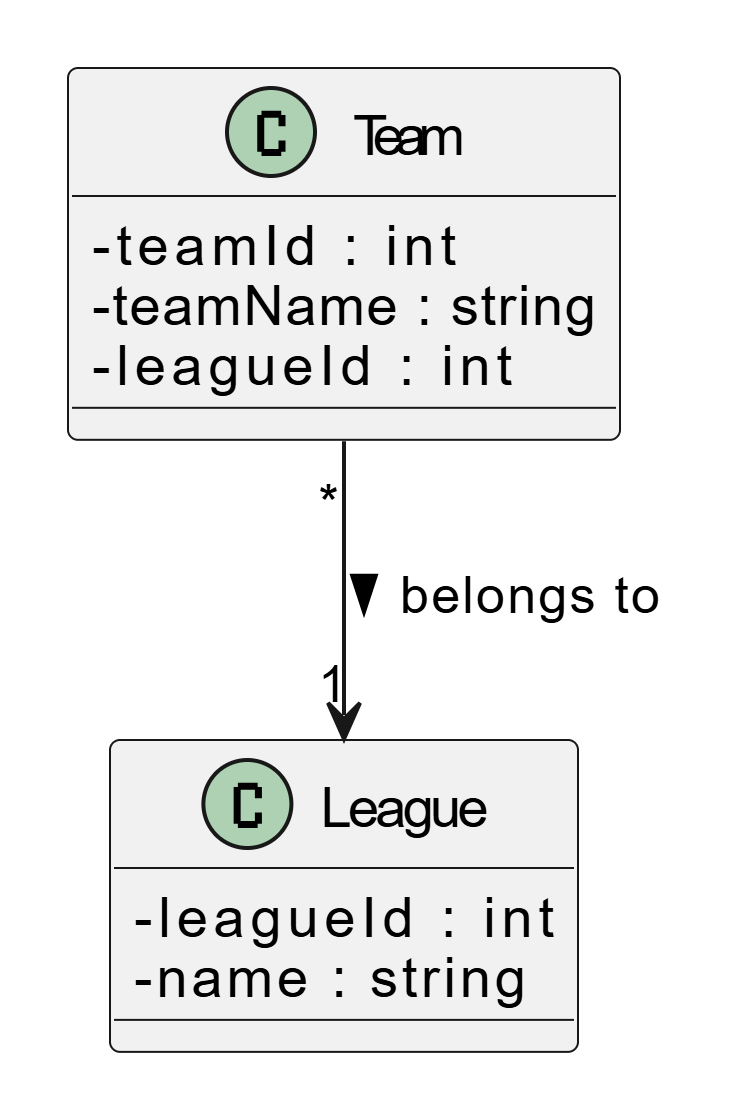 C Team
-teamId : int
-teamName : string
-leagueId : int
*
▼ belongs to
1
C League
-leagueId : int
-name : string